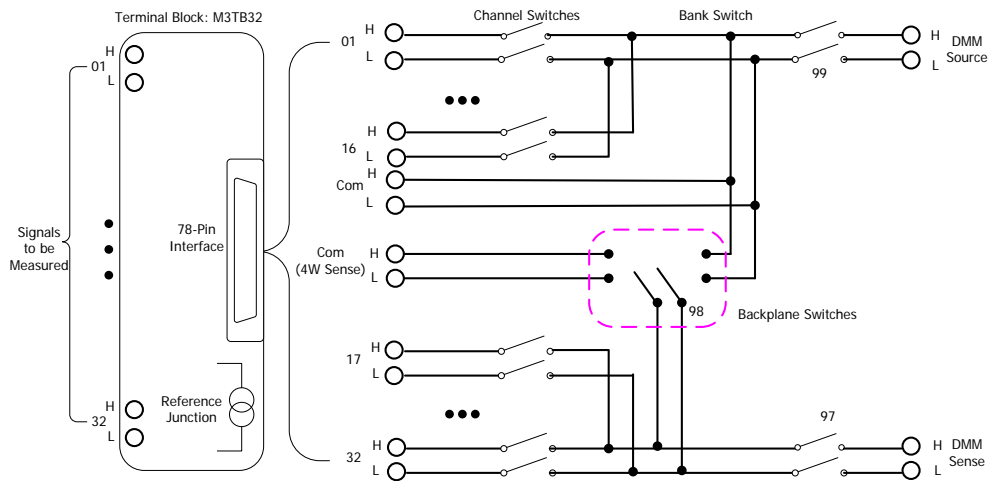 Terminal Block: M3TB32
Channel Switches
Bank Switch
H
01
L
Signals
to be
Measured
78-Pin
Interface
Reference
Junction
H
32
L
01
H
L
16
H
L
Com
H
L
Com
(4W Sense)
H
L
17
H
L
32
H
L
99
H
L
DMM
Source
98
Backplane Switches
97
H
L
DMM
Sense